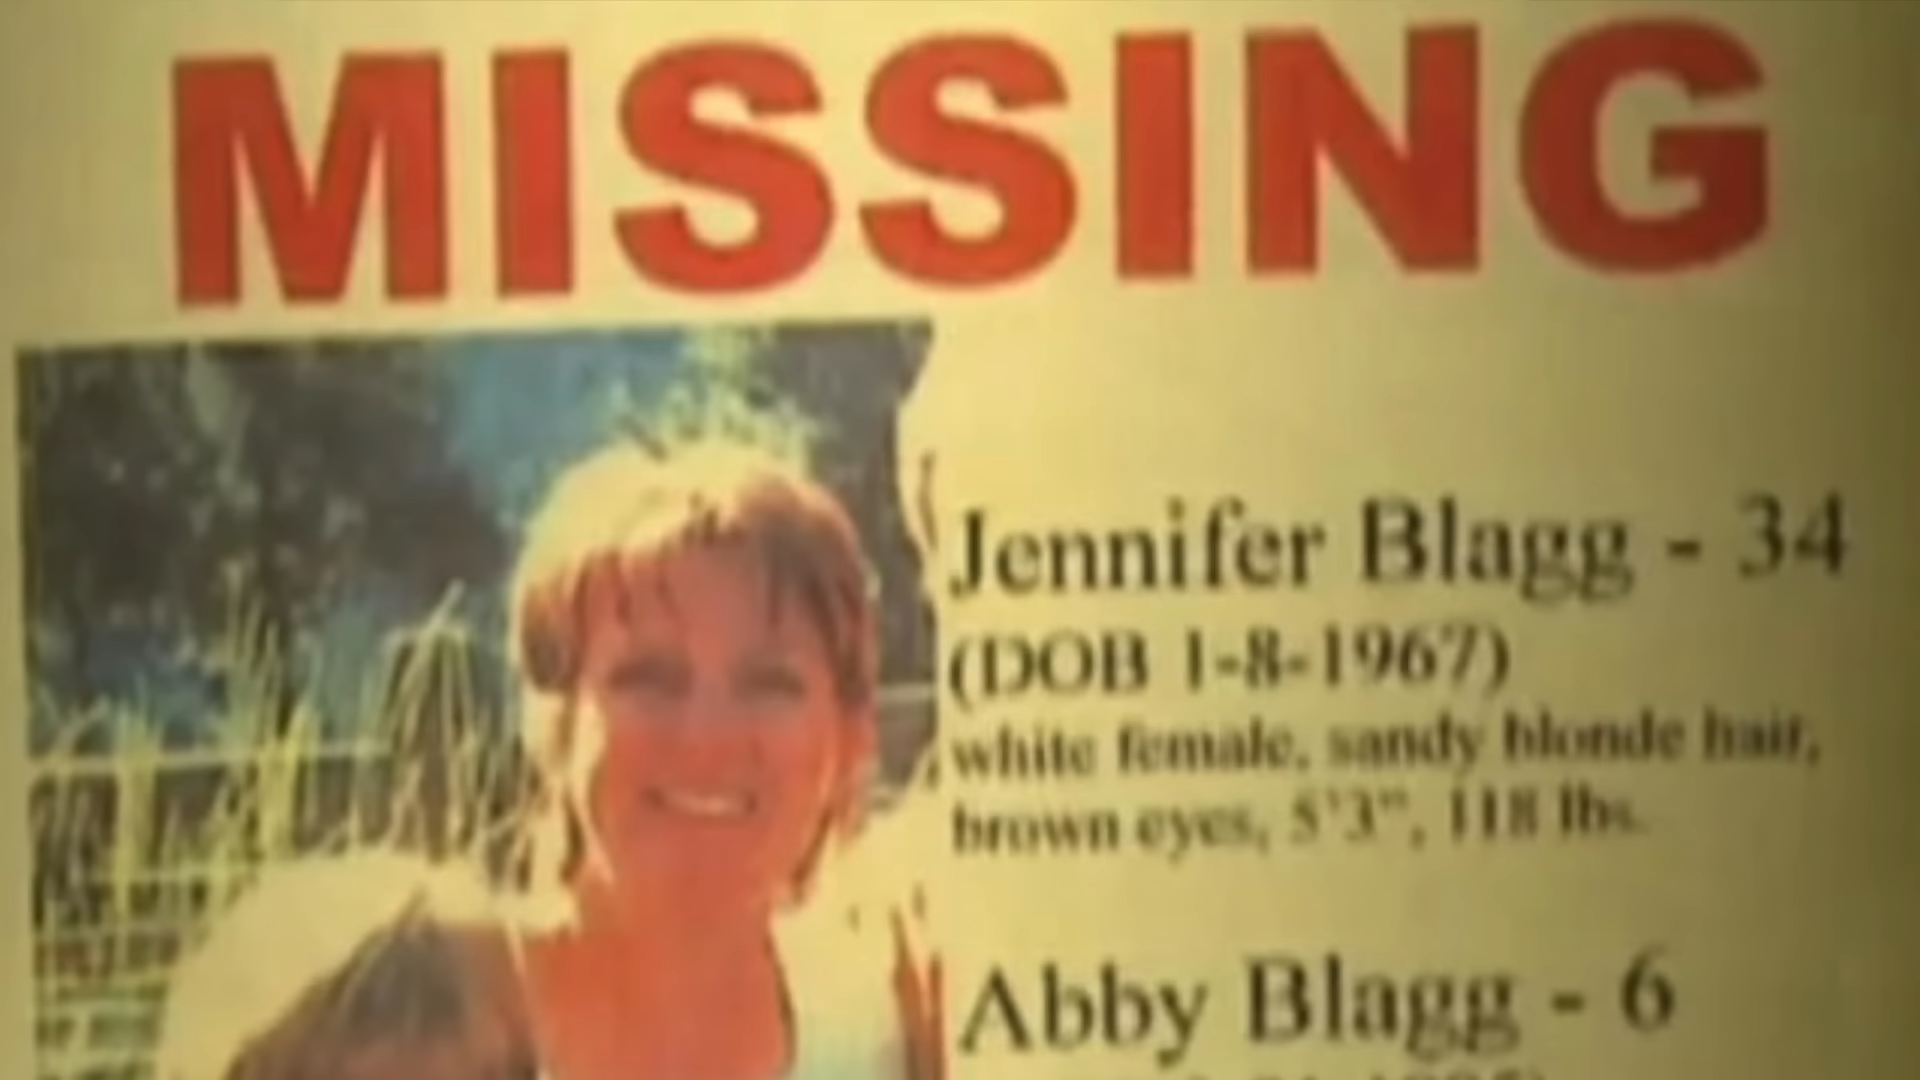 MISSING
Jennifer Blagg - 34
(DOB 1-8-1967)
white female, sandy blonde hair,
brown eyes, 5'3", 118 lbs.
Abby Blagg - 6